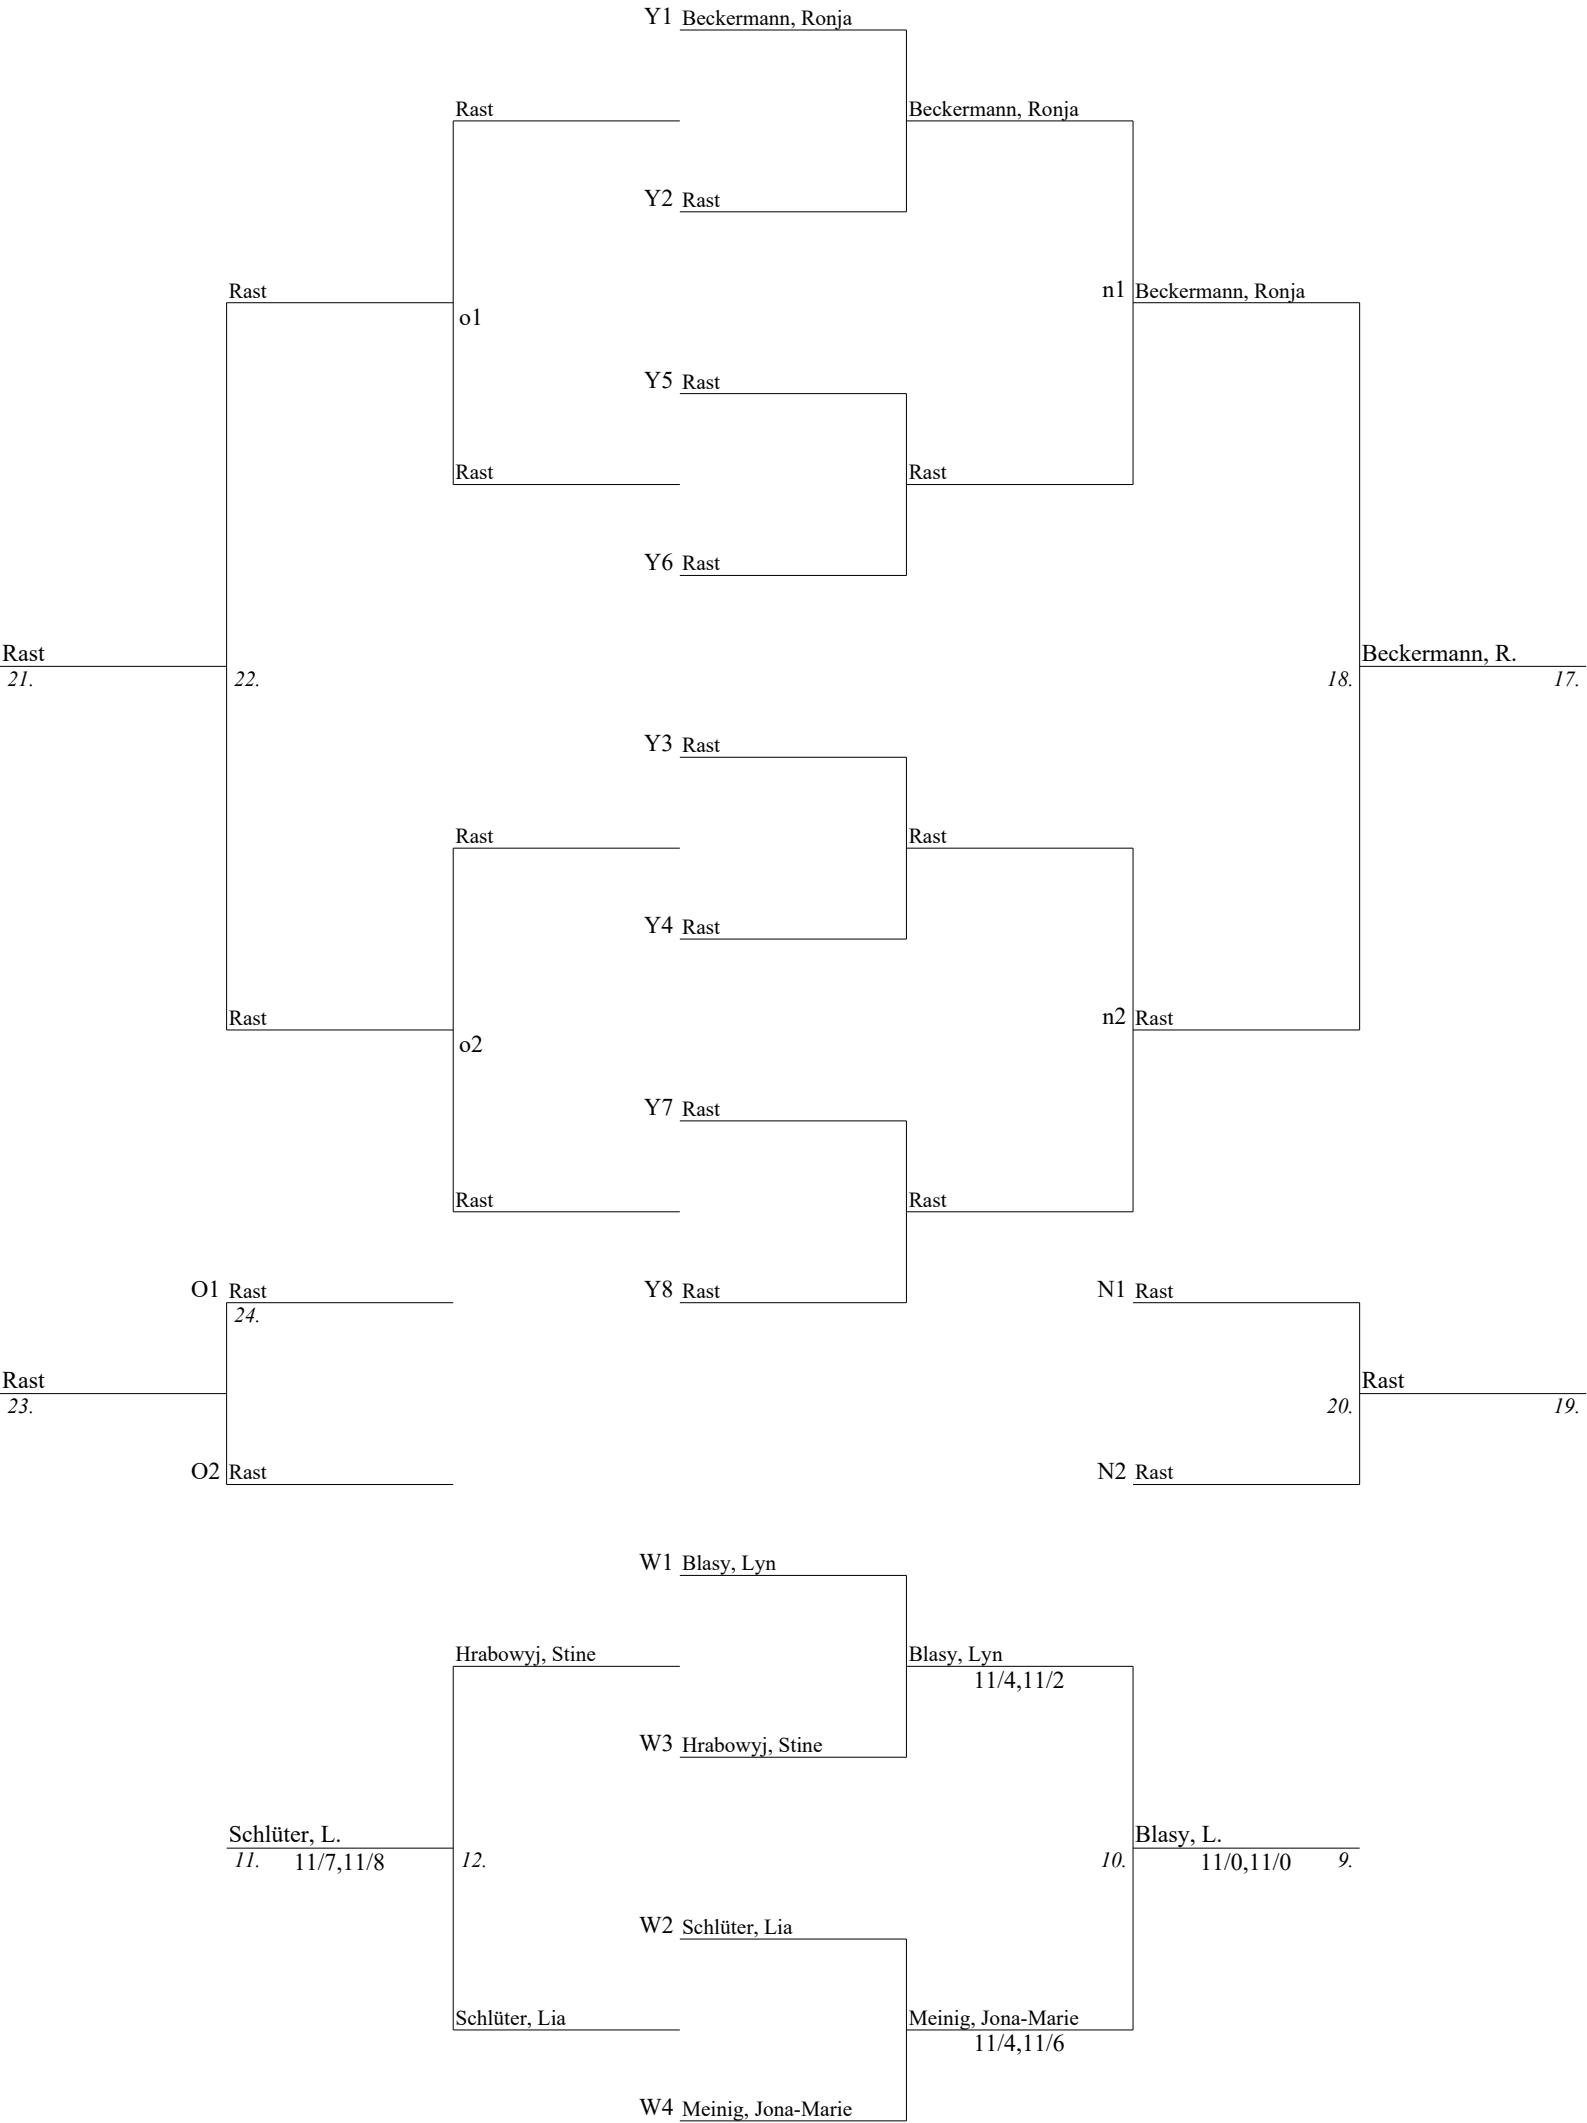 Y1 Beckermann, Ronja
Rast Beckermann, Ronja
Y2 Rast
Rast n1 Beckermann, Ronja
o1
Y5 Rast
Rast Rast
Y6 Rast
Rast Beckermann, R.
21. 22. 18. 17.
Y3 Rast
Rast Rast
Y4 Rast
Rast n2 Rast
o2
Y7 Rast
Rast Rast
O1 Rast Y8 Rast N1 Rast
24.
Rast Rast
23. 20. 19.
O2 Rast N2 Rast
W1 Blasy, Lyn
Hrabowyj, Stine Blasy, Lyn
11/4,11/2
W3 Hrabowyj, Stine
Schlüter, L. Blasy, L.
11. 11/7,11/8 12. 10. 11/0,11/0 9.
W2 Schlüter, Lia
Schlüter, Lia Meinig, Jona-Marie
11/4,11/6
W4 Meinig, Jona-Marie